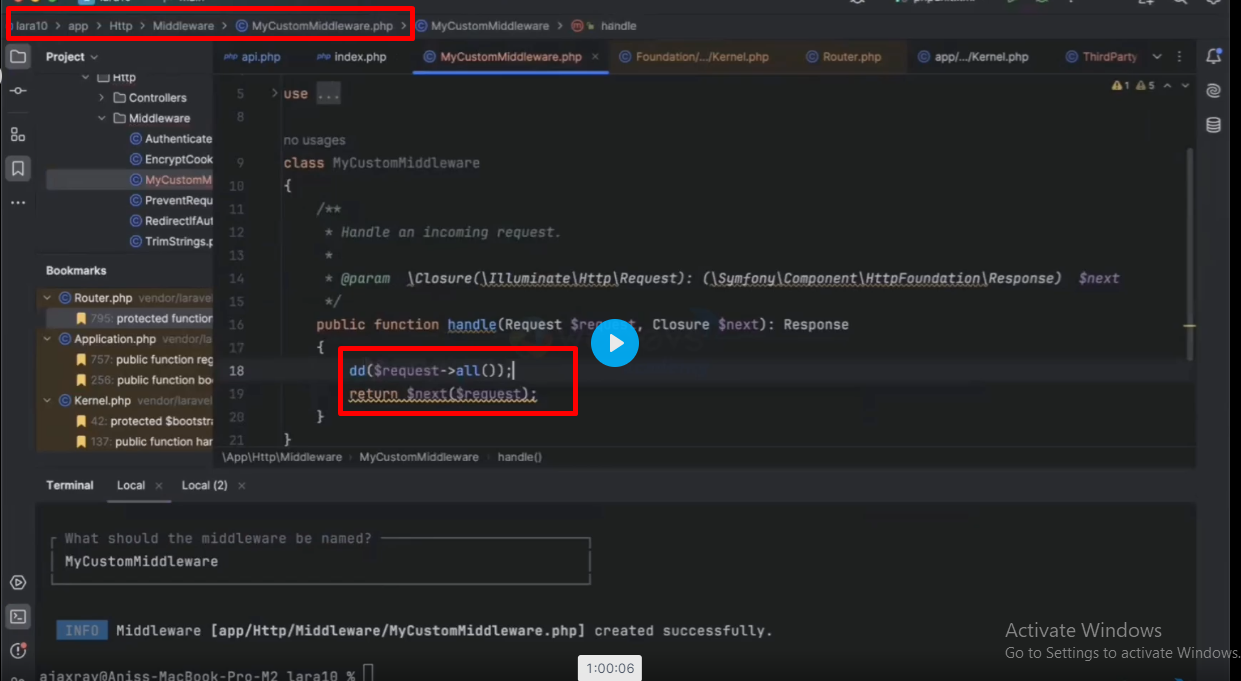 lara10 > app > Http > Middleware > MyCustomMiddleware.php > MyCustomMiddleware > handle
Project
php api.php
php index.php
MyCustomMiddleware.php ×
Foundation/.../Kernel.php
Router.php
app/.../Kernel.php
ThirdParty
Http
Controllers
Middleware
Authenticate
EncryptCook
MyCustomM
PreventRequ
RedirectIfAut
TrimStrings.p
Bookmarks
Router.php vendor/laravel
795: protected function
Application.php vendor/la
757: public function reg
256: public function bo
Kernel.php vendor/laravel
42: protected $bootstra
137: public function har
1 5
5 use ...
8
no usages
9 class MyCustomMiddleware
10 {
11 /**
12 * Handle an incoming request.
13 *
14 * @param \Closure(\Illuminate\Http\Request): (\Symfony\Component\HttpFoundation\Response) $next
15 */
16 public function handle(Request $request, Closure $next): Response
17 {
18 dd($request->all());
19 return $next($request);
20 }
21 }
\App\Http\Middleware > MyCustomMiddleware > handle()
Terminal Local × Local (2) ×
What should the middleware be named?
MyCustomMiddleware
INFO Middleware [app/Http/Middleware/MyCustomMiddleware.php] created successfully.
ajaxray@Aniss-MacBook-Pro-M2 lara10 %
1:00:06
Activate Windows
Go to Settings to activate Windows.